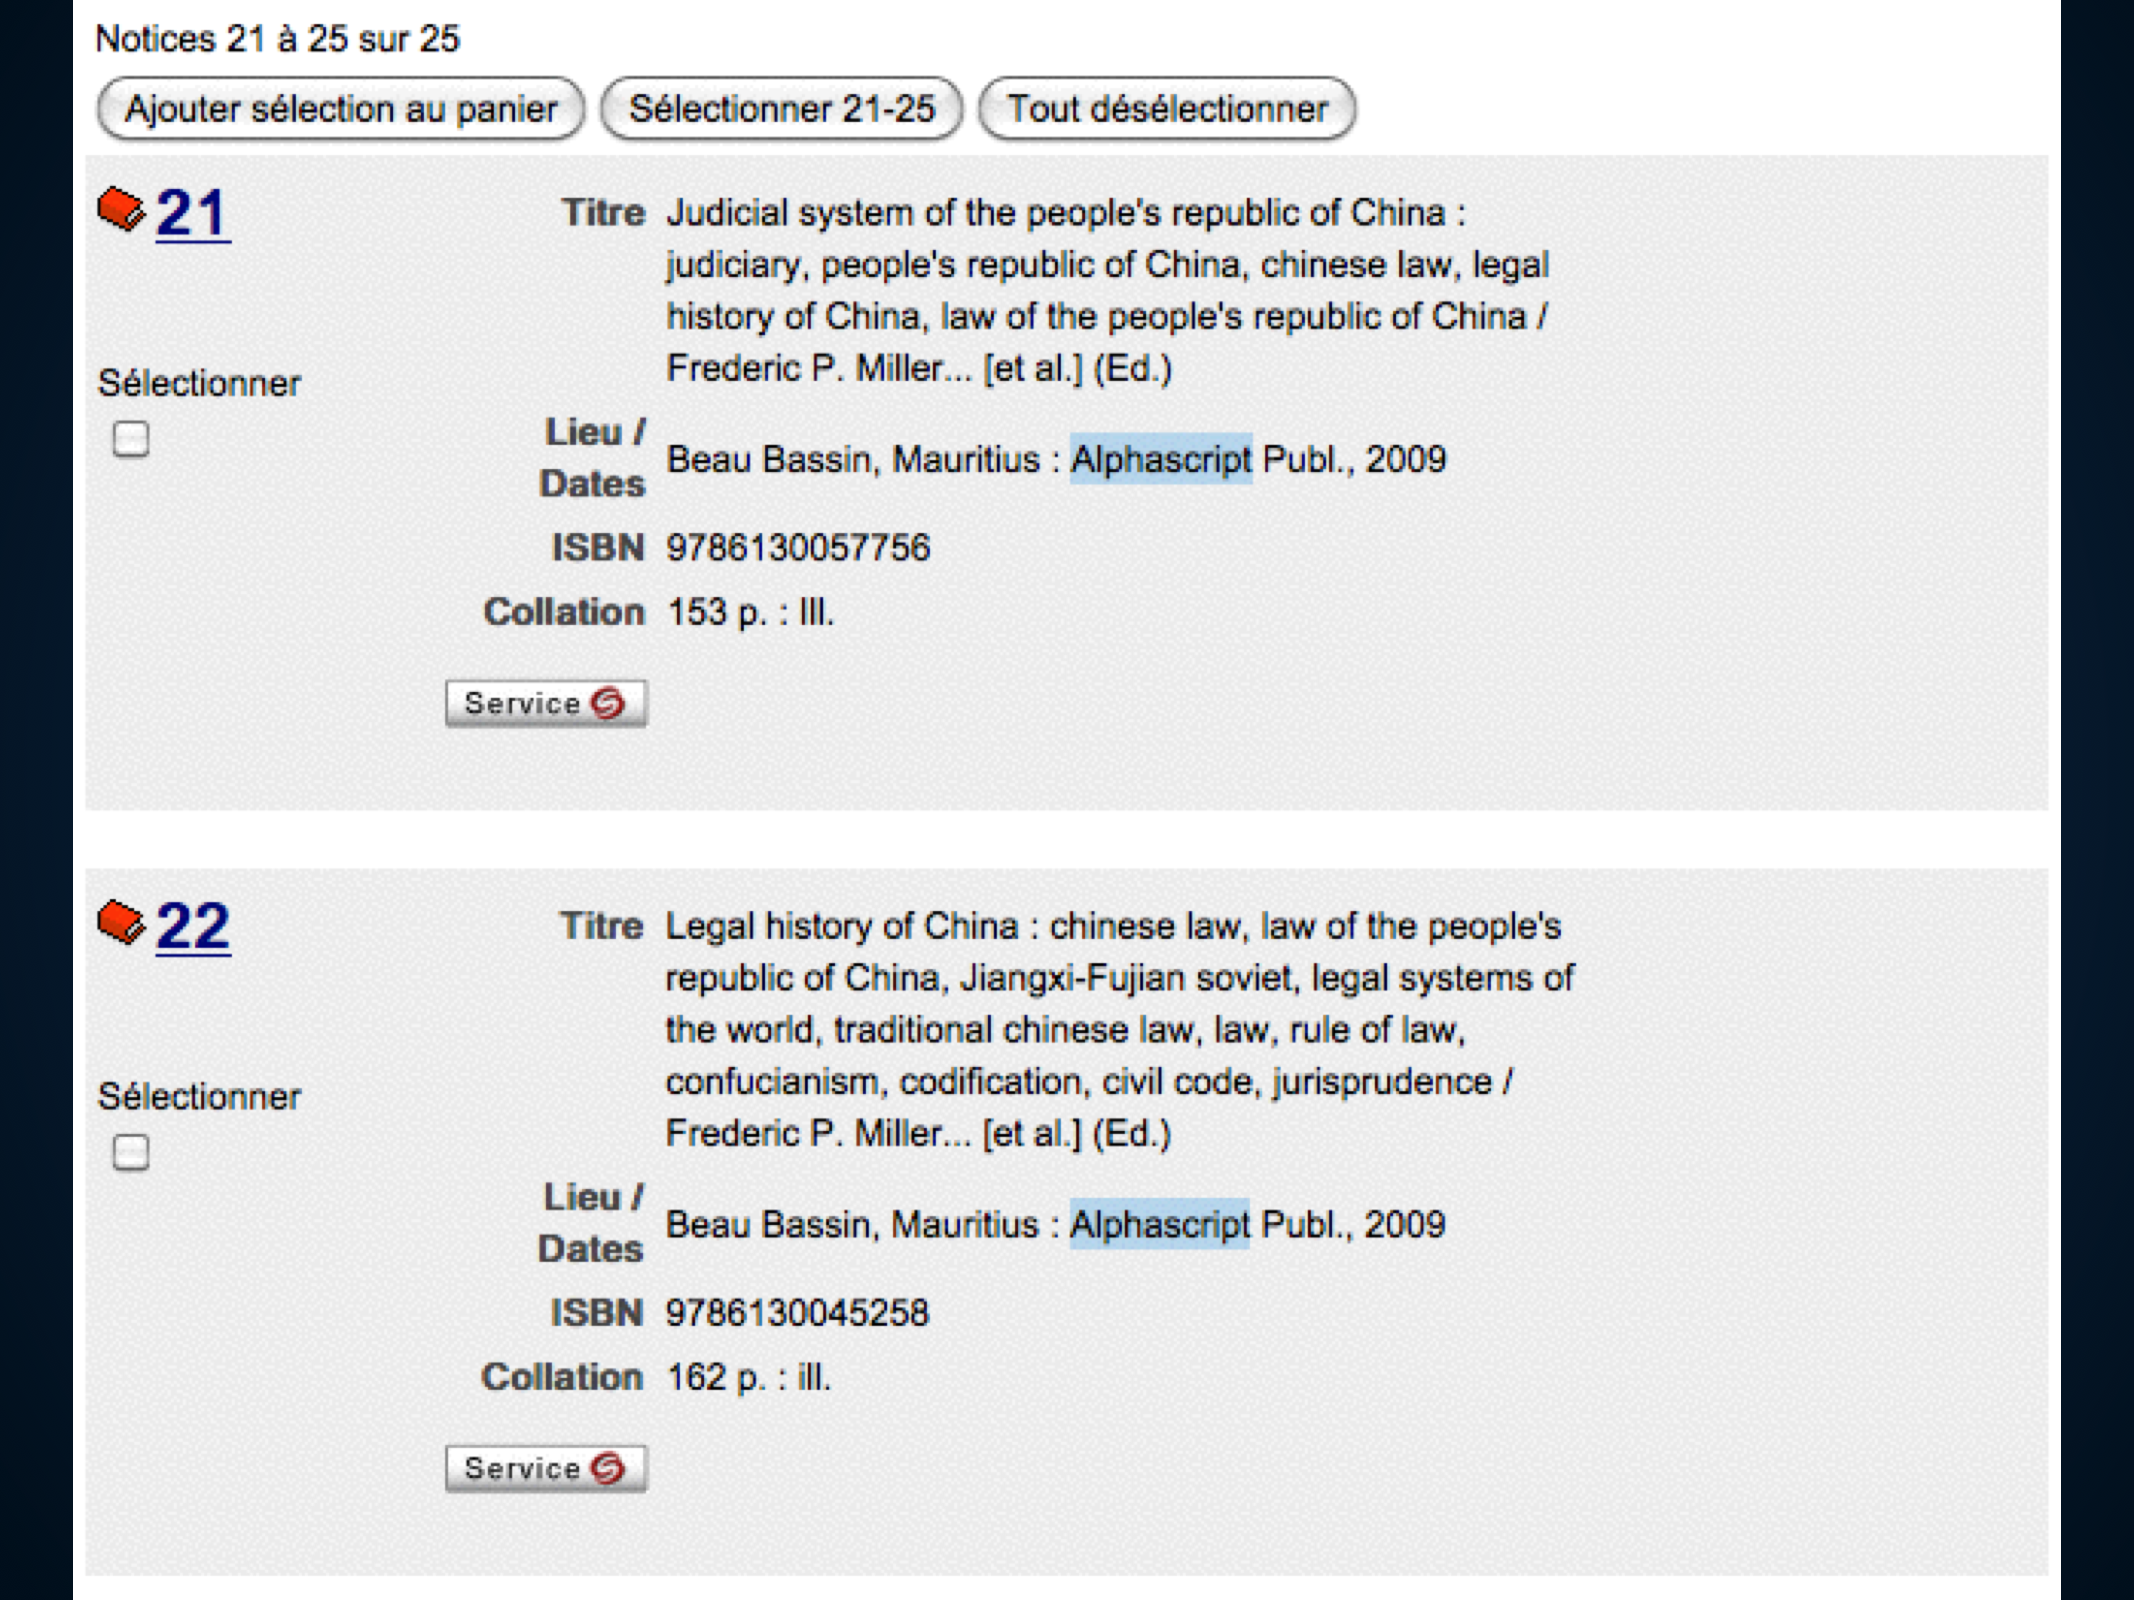 Notices 21 à 25 sur 25
Ajouter sélection au panier Sélectionner 21-25 Tout désélectionner
21
Titre Judicial system of the people's republic of China :
judiciary, people's republic of China, chinese law, legal
history of China, law of the people's republic of China /
Frederic P. Miller... [et al.] (Ed.)
Sélectionner
Lieu /
Dates
Beau Bassin, Mauritius : Alphascript Publ., 2009
ISBN 9786130057756
Collation 153 p. : Ill.
Service
22
Titre Legal history of China : chinese law, law of the people's
republic of China, Jiangxi-Fujian soviet, legal systems of
the world, traditional chinese law, law, rule of law,
confucianism, codification, civil code, jurisprudence /
Frederic P. Miller... [et al.] (Ed.)
Sélectionner
Lieu /
Dates
Beau Bassin, Mauritius : Alphascript Publ., 2009
ISBN 9786130045258
Collation 162 p. : ill.
Service